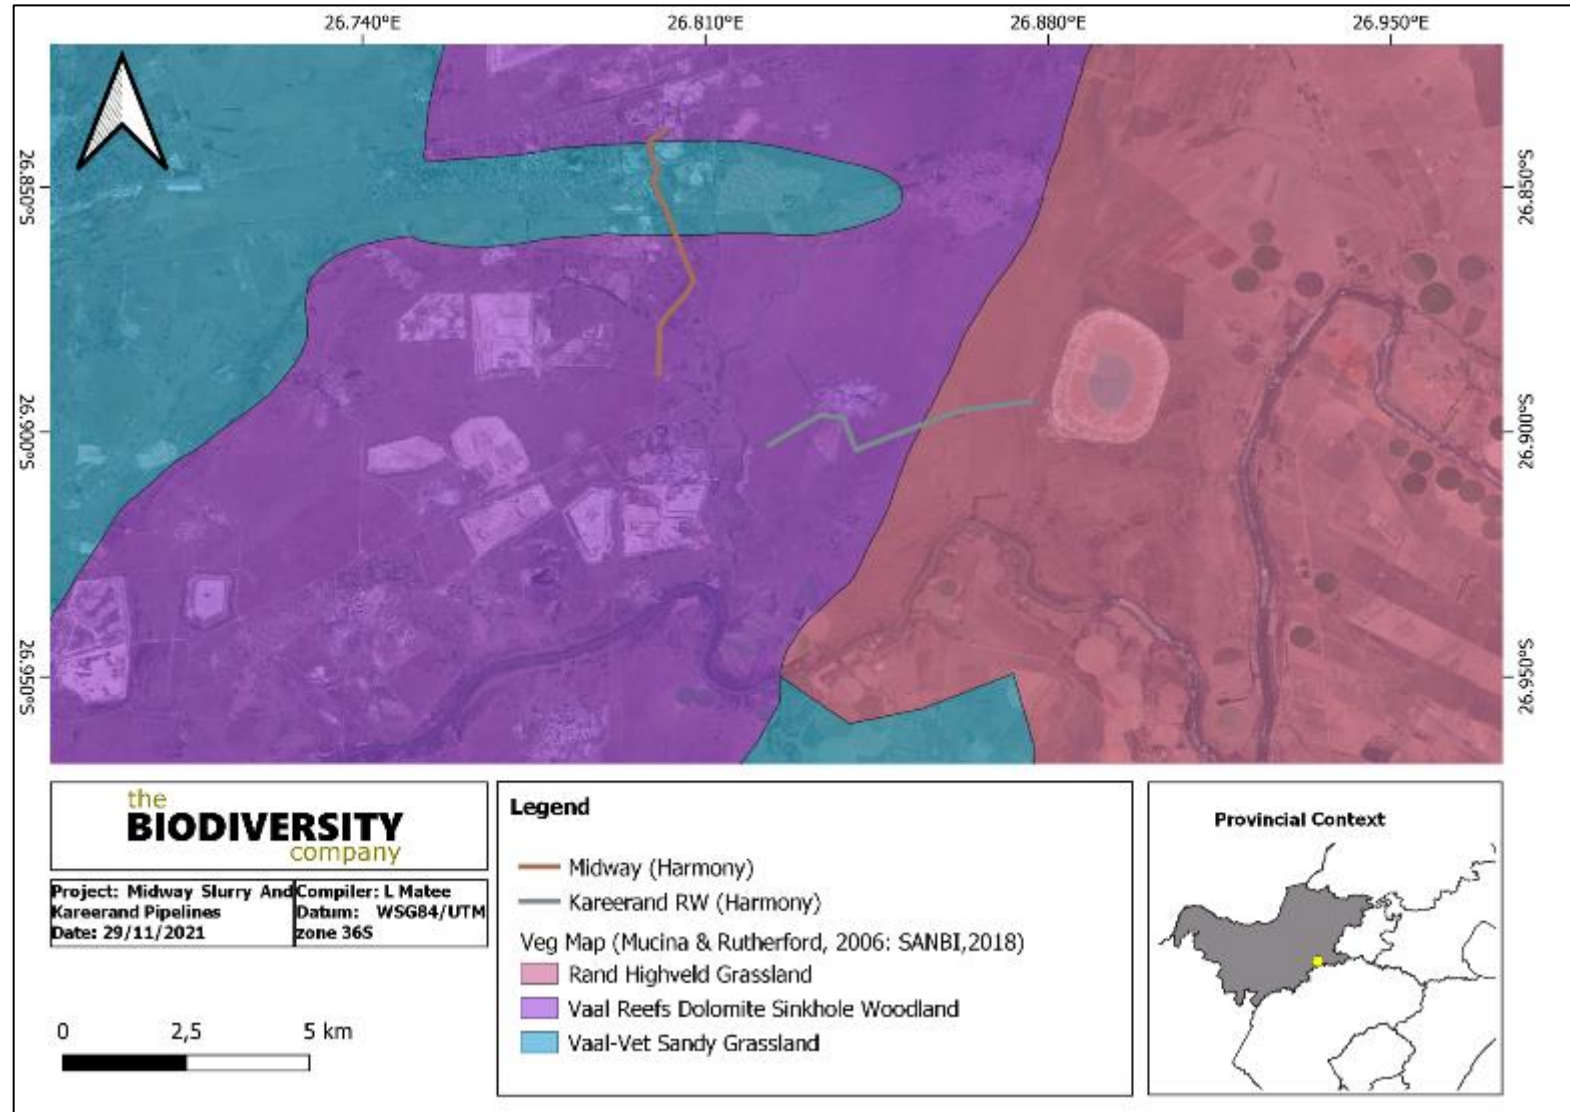 26.740°E 26.810°E 26.880°E 26.950°E
26.850°S 26.850°S
26.900°S 26.900°S
26.950°S 26.950°S
the
BIODIVERSITY
company
Project: Midway Slurry And
Kareerand Pipelines
Date: 29/11/2021
Compiler: L Matee
Datum: WSG84/UTM
zone 36S
0 2,5 5 km
Legend
Midway (Harmony)
Kareerand RW (Harmony)
Veg Map (Mucina & Rutherford, 2006: SANBI,2018)
Rand Highveld Grassland
Vaal Reefs Dolomite Sinkhole Woodland
Vaal-Vet Sandy Grassland
Provincial Context